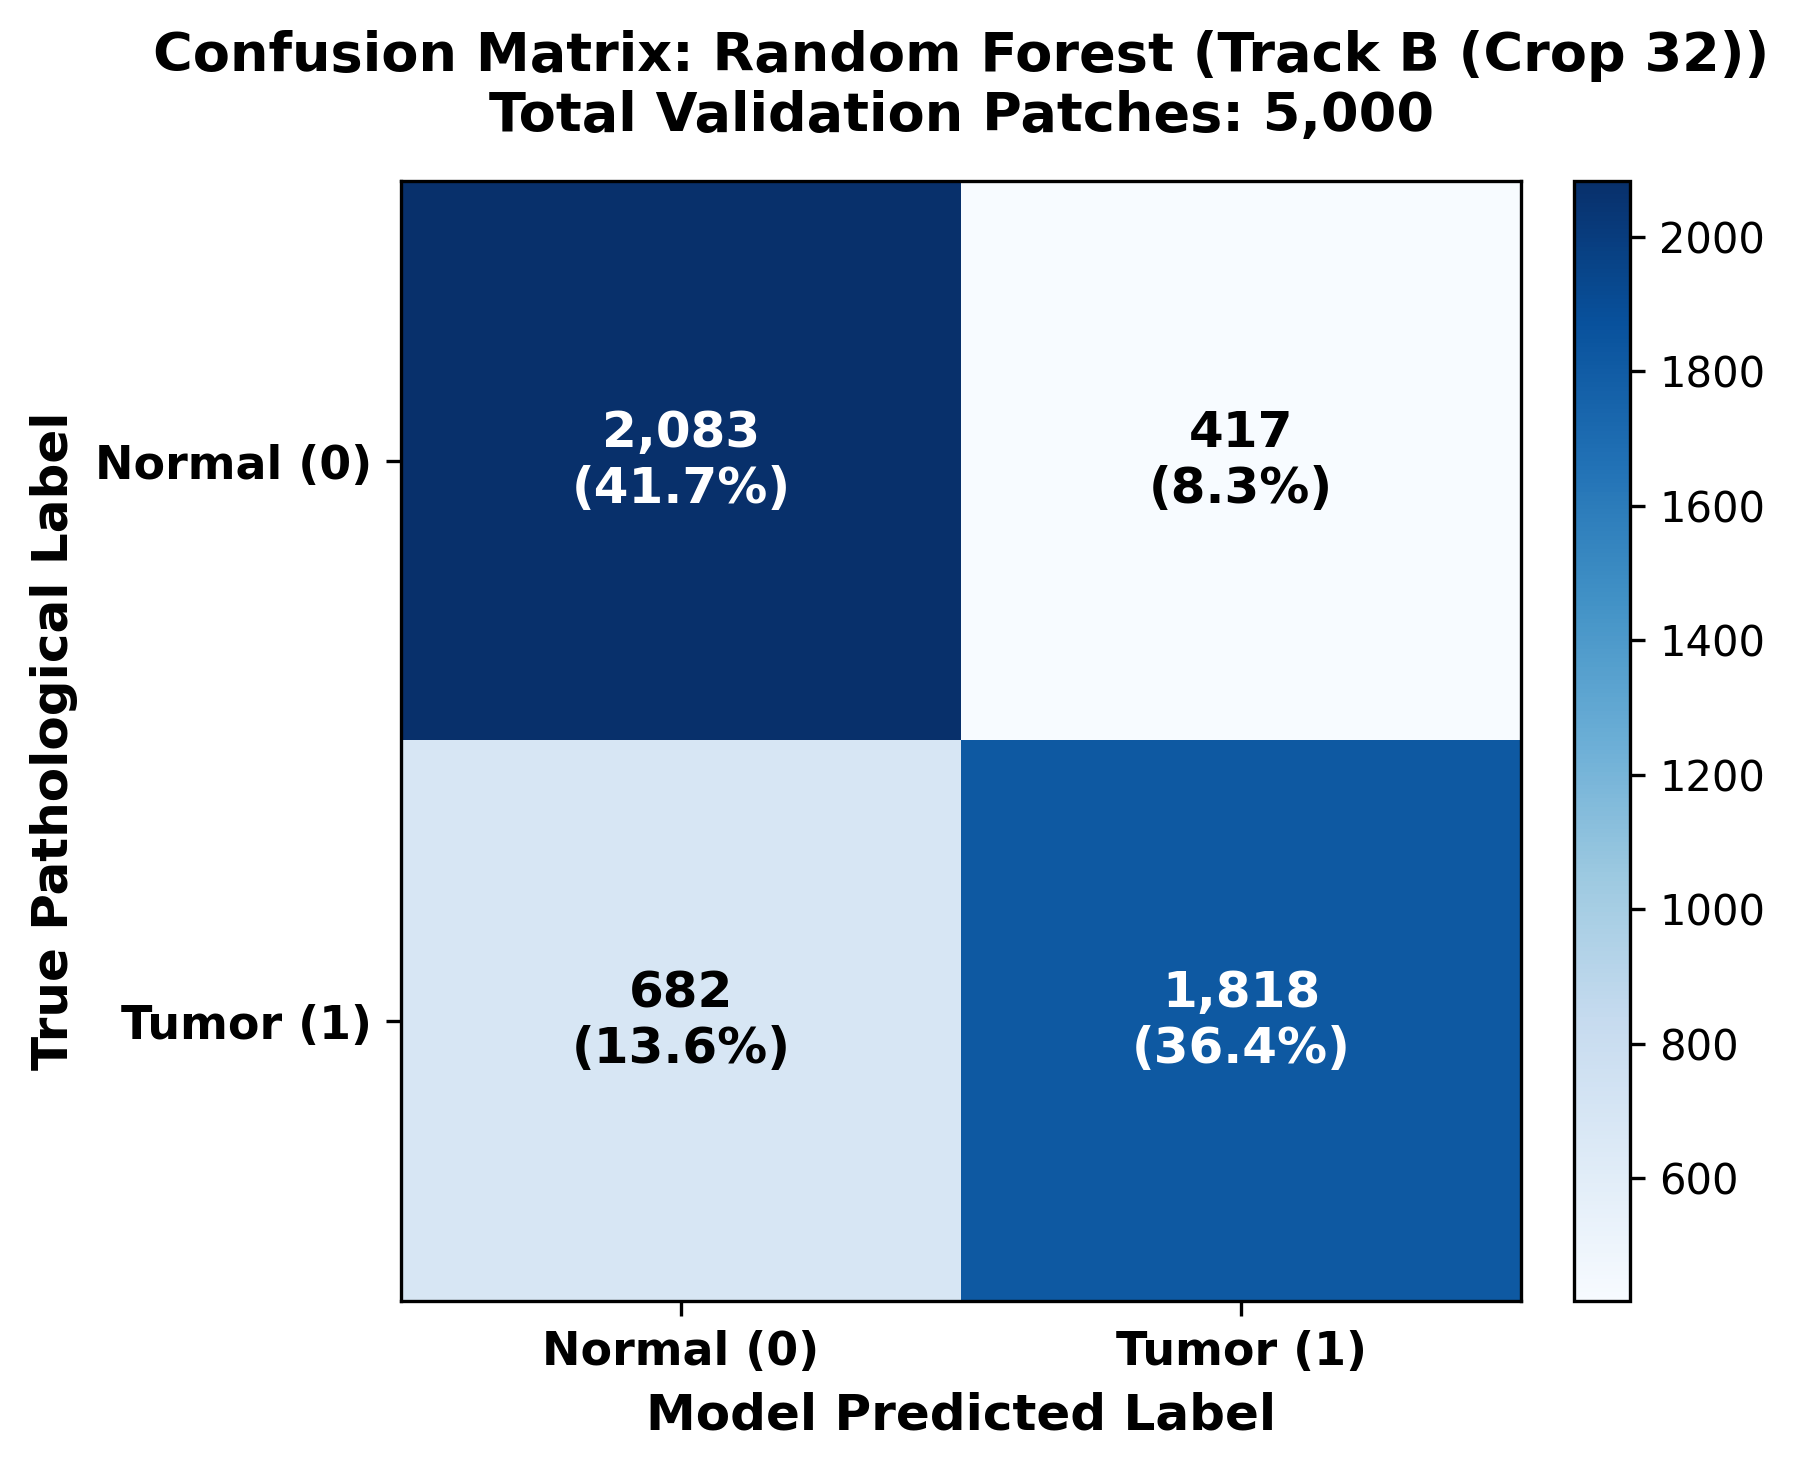 Confusion Matrix: Random Forest (Track B (Crop 32))
Total Validation Patches: 5,000
True Pathological Label
Normal (0)
Tumor (1)
2,083
(41.7%)
417
(8.3%)
682
(13.6%)
1,818
(36.4%)
Normal (0)
Tumor (1)
Model Predicted Label
2000
1800
1600
1400
1200
1000
800
600